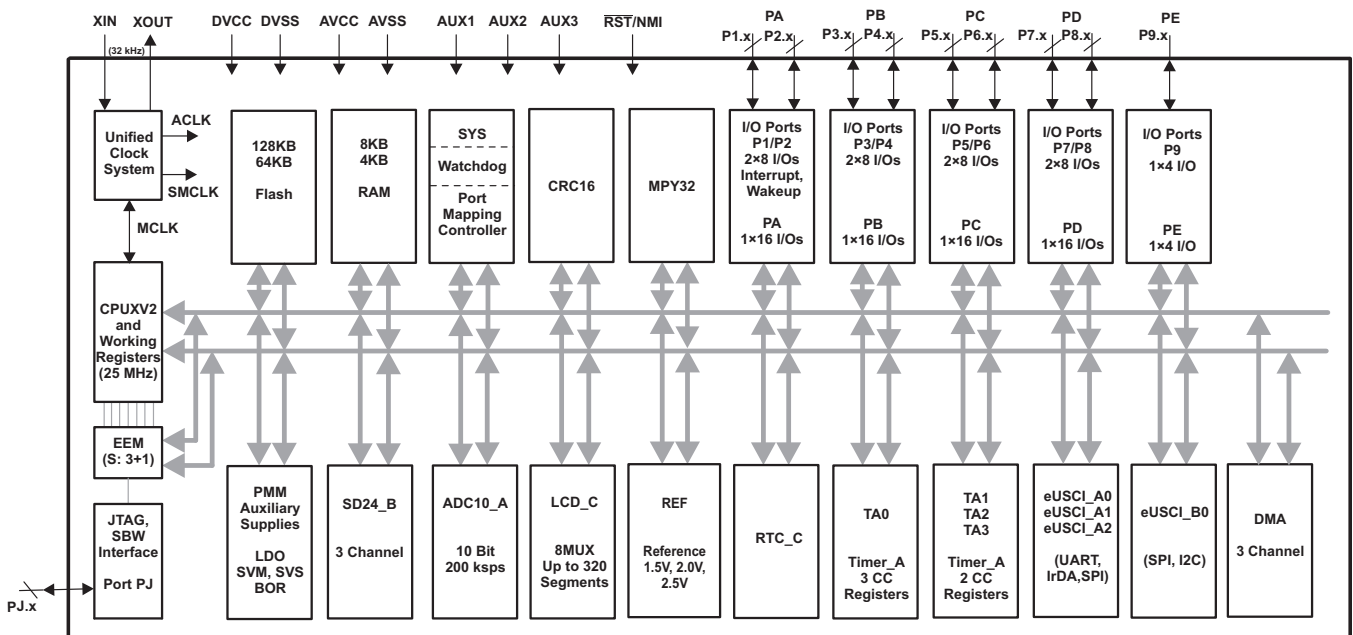 XIN
XOUT
(32 kHz)
DVCC
DVSS
AVCC
AVSS
AUX1
AUX2
AUX3
RST/NMI
PA
P1.x
P2.x
PB
P3.x
P4.x
PC
P5.x
P6.x
PD
P7.x
P8.x
PE
P9.x
Unified
Clock
System
ACLK
SMCLK
MCLK
128KB
64KB
Flash
8KB
4KB
RAM
SYS
Watchdog
Port
Mapping
Controller
CRC16
MPY32
I/O Ports
P1/P2
2×8 I/Os
Interrupt,
Wakeup
PA
1×16 I/Os
I/O Ports
P3/P4
2×8 I/Os
PB
1×16 I/Os
I/O Ports
P5/P6
2×8 I/Os
PC
1×16 I/Os
I/O Ports
P7/P8
2×8 I/Os
PD
1×16 I/Os
I/O Ports
P9
1×4 I/O
PE
1×4 I/O
CPUXV2
and
Working
Registers
(25 MHz)
EEM
(S: 3+1)
JTAG,
SBW
Interface
Port PJ
PJ.x
PMM
Auxiliary
Supplies
LDO
SVM, SVS
BOR
SD24_B
3 Channel
ADC10_A
10 Bit
200 ksps
LCD_C
8MUX
Up to 320
Segments
REF
Reference
1.5V, 2.0V,
2.5V
RTC_C
TA0
Timer_A
3 CC
Registers
TA1
TA2
TA3
Timer_A
2 CC
Registers
eUSCI_A0
eUSCI_A1
eUSCI_A2
(UART,
IrDA,SPI)
eUSCI_B0
(SPI, I2C)
DMA
3 Channel